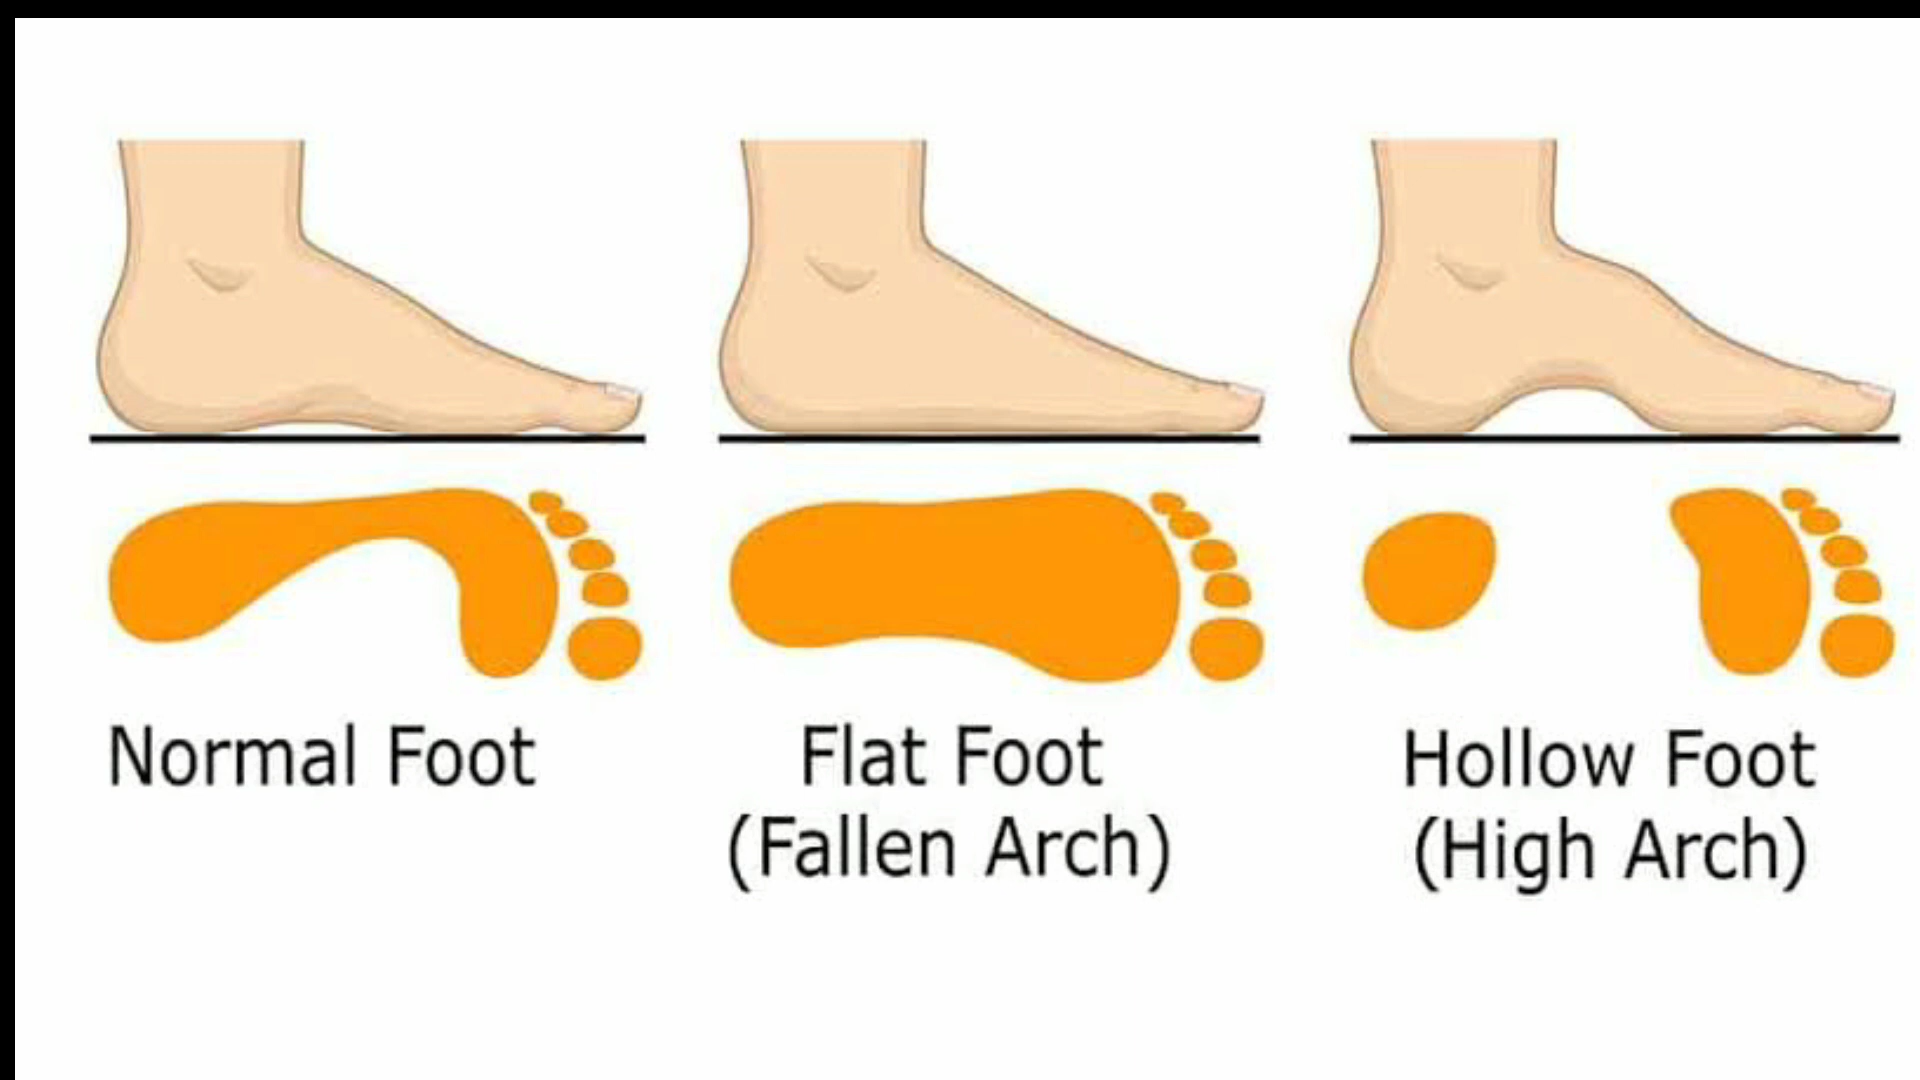 Normal Foot
Flat Foot
(Fallen Arch)
Hollow Foot
(High Arch)